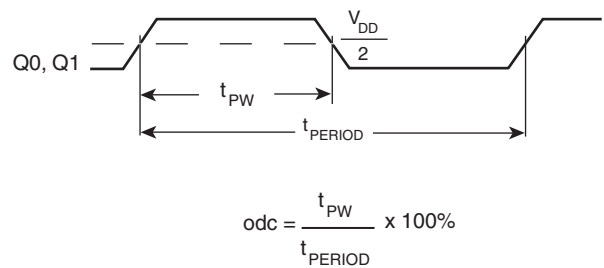 V_DD
2
Q0, Q1
t_PW
t_PERIOD
odc = t_PW / t_PERIOD x 100%